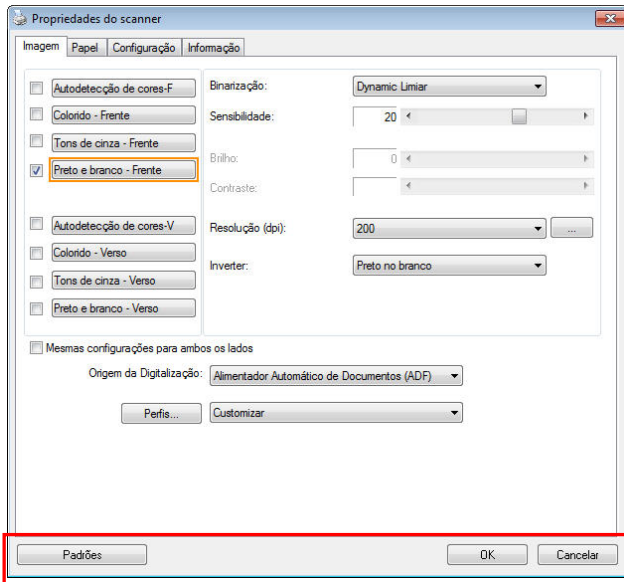 Propriedades do scanner
Imagem Papel Configuração Informação
Autodetecção de cores-F
Colorido - Frente
Tons de cinza - Frente
Preto e branco - Frente
Autodetecção de cores-V
Colorido - Verso
Tons de cinza - Verso
Preto e branco - Verso
Binarização: Dynamic Limiar
Sensibilidade: 20
Brilho: 0
Contraste:
Resolução (dpi): 200 ...
Inverter: Preto no branco
Mesmas configurações para ambos os lados
Origem da Digitalização: Alimentador Automático de Documentos (ADF)
Perfis... Customizar
Padrões OK Cancelar